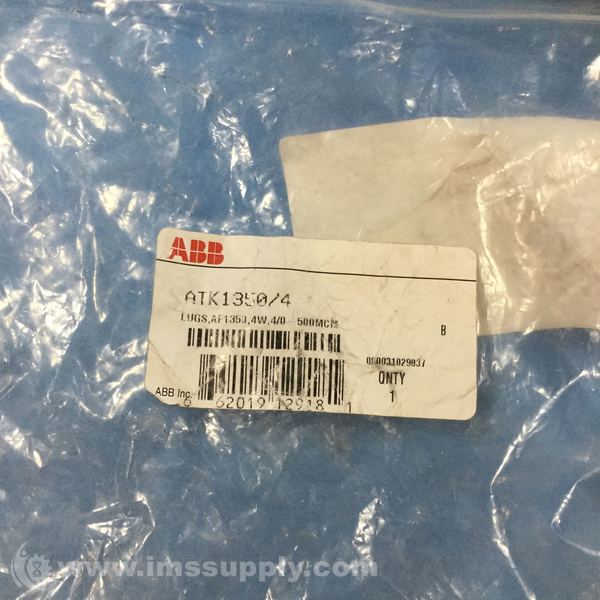 ABB
ATK1350/4
LUGS,AF1350,4W,4/0-500MCM
B
000031029037
QNTY
1
ABB Inc.
6 62019 12918 1
www.imssupply.com